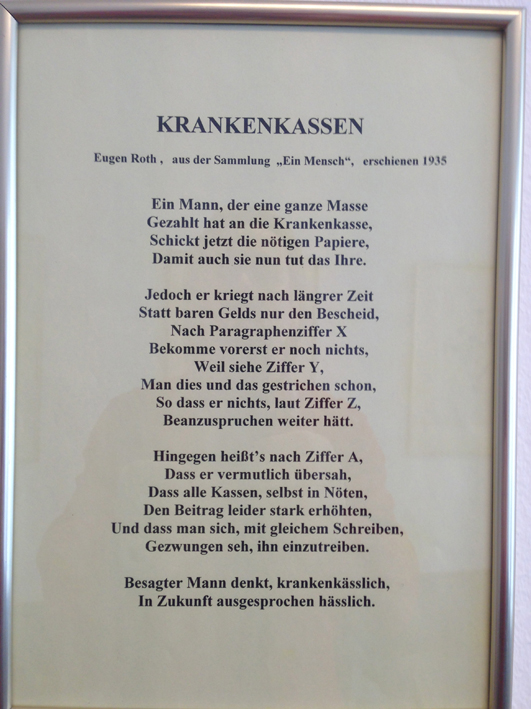 KRANKENKASSEN
Eugen Roth , aus der Sammlung „Ein Mensch“, erschienen 1935
Ein Mann, der eine ganze Masse
Gezahlt hat an die Krankenkasse,
Schickt jetzt die nötigen Papiere,
Damit auch sie nun tut das Ihre.
Jedoch er kriegt nach längrer Zeit
Statt baren Gelds nur den Bescheid,
Nach Paragraphenziffer X
Bekomme vorerst er noch nichts,
Weil siehe Ziffer Y,
Man dies und das gestrichen schon,
So dass er nichts, laut Ziffer Z,
Beanzuspruchen weiter hätt.
Hingegen heißt’s nach Ziffer A,
Dass er vermutlich übersah,
Dass alle Kassen, selbst in Nöten,
Den Beitrag leider stark erhöhten,
Und dass man sich, mit gleichem Schreiben,
Gezwungen seh, ihn einzutreiben.
Besagter Mann denkt, krankenkässlich,
In Zukunft ausgesprochen hässlich.